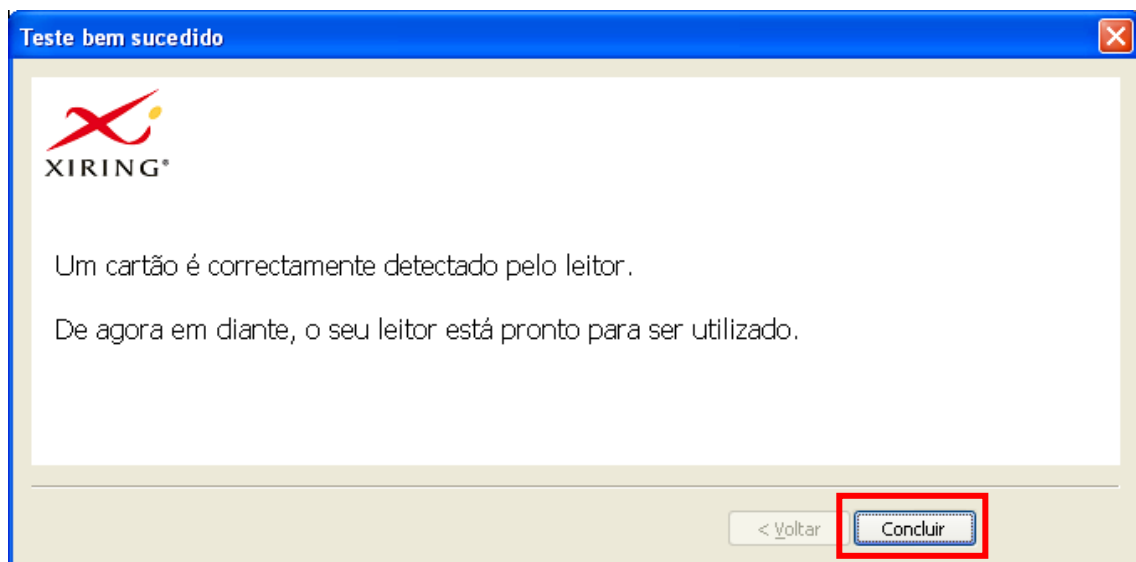 Teste bem sucedido
XIRING®
Um cartão é correctamente detectado pelo leitor.
De agora em diante, o seu leitor está pronto para ser utilizado.
< Voltar
Concluir